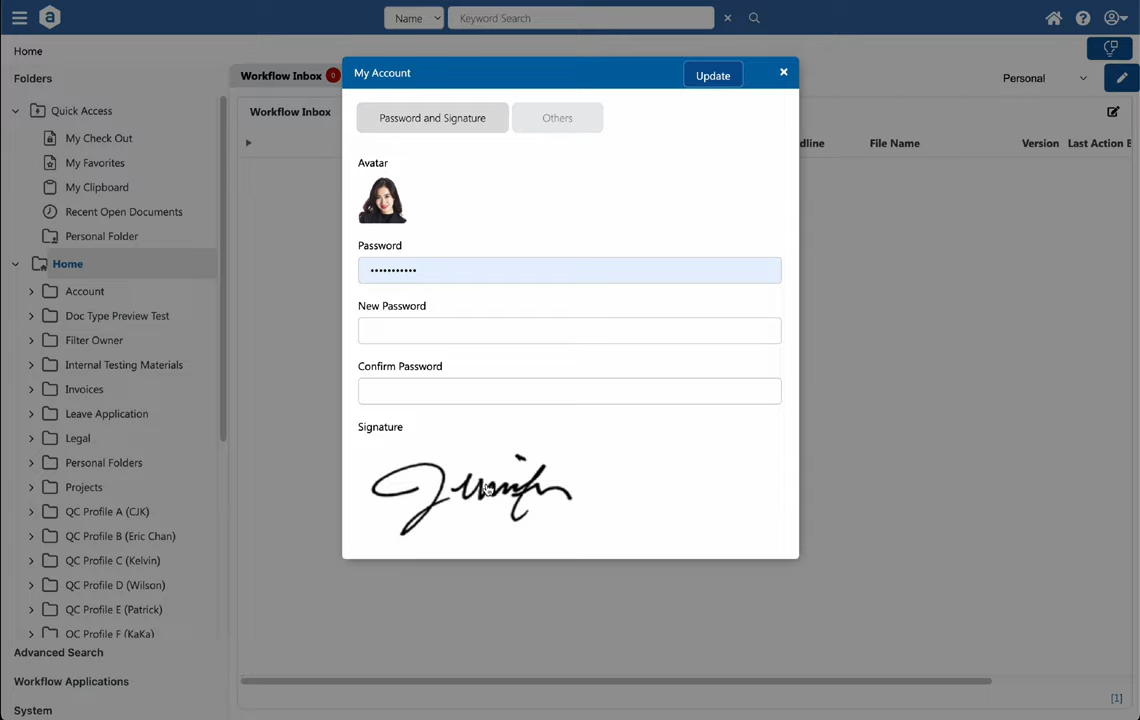 a
Name
Keyword Search
Home
Folders
Quick Access
My Check Out
My Favorites
My Clipboard
Recent Open Documents
Personal Folder
Home
Account
Doc Type Preview Test
Filter Owner
Internal Testing Materials
Invoices
Leave Application
Legal
Personal Folders
Projects
QC Profile A (CJK)
QC Profile B (Eric Chan)
QC Profile C (Kelvin)
QC Profile D (Wilson)
QC Profile E (Patrick)
QC Profile F (KaKa)
Advanced Search
Workflow Applications
System
Workflow Inbox 0
Personal
Workflow Inbox
dline File Name Version Last Action B
[1]
My Account
Update
Password and Signature Others
Avatar
Password
•••••••••••
New Password
Confirm Password
Signature
Jennifer